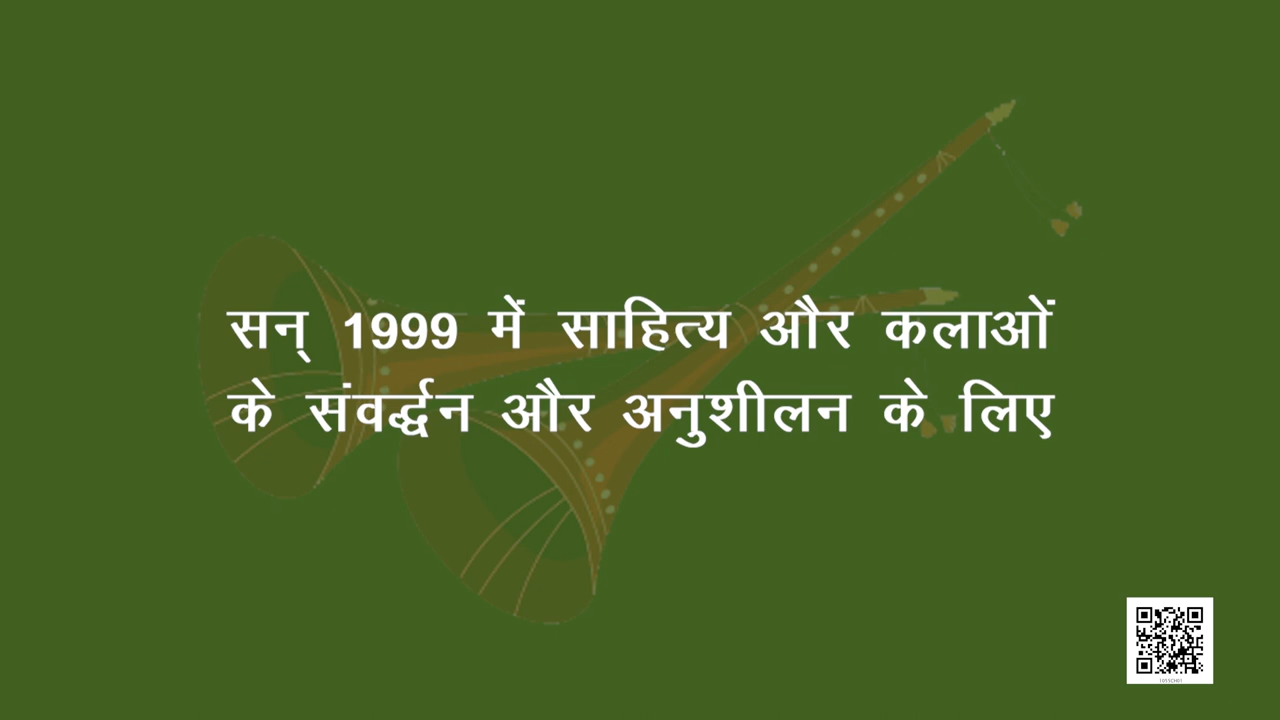 सन् 1999 में साहित्य और कलाओं
के संवर्द्धन और अनुशीलन के लिए